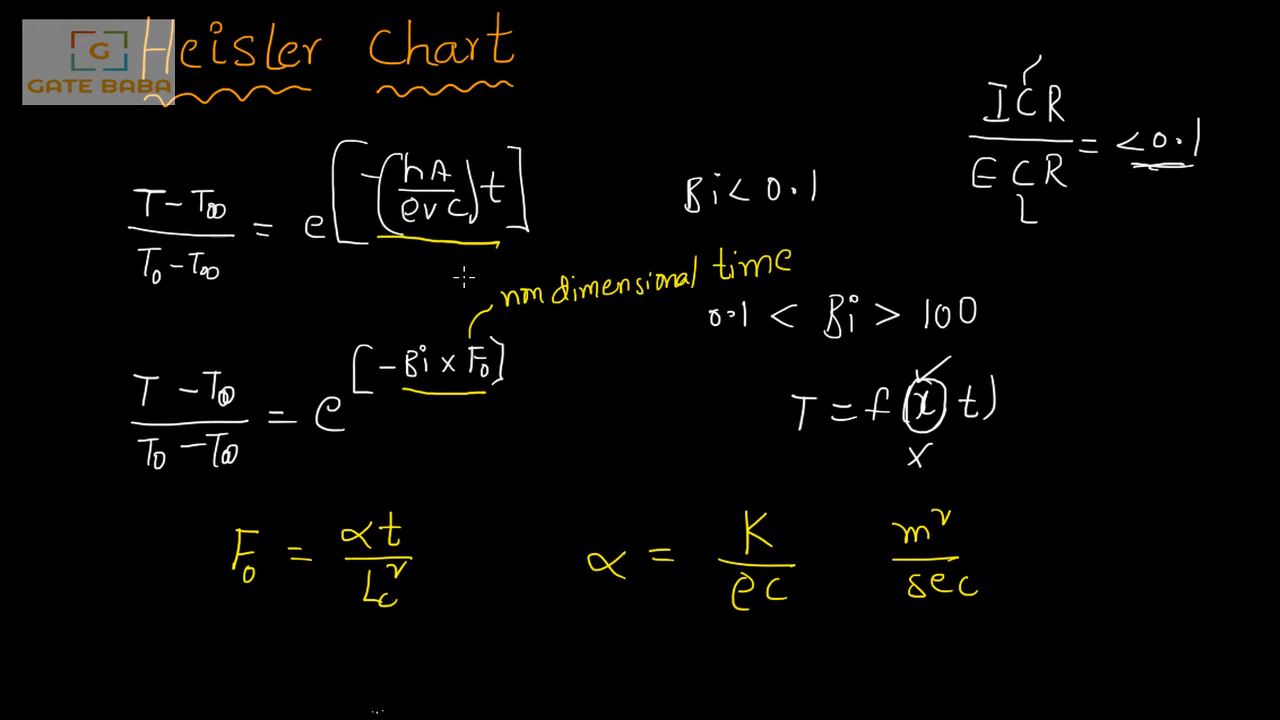 Heisler Chart
G
GATE BABA
ICR / ECR = <0.1
L
(T - T∞) / (T0 - T∞) = e[-(hA / ρVC)t]
Bi < 0.1
non dimensional time
0.1 < Bi > 100
(T - T∞) / (T0 - T∞) = e[-Bi x F0]
T = f(x t)
x
F0 = αt / Lc²
α = K / ρC
m² / sec